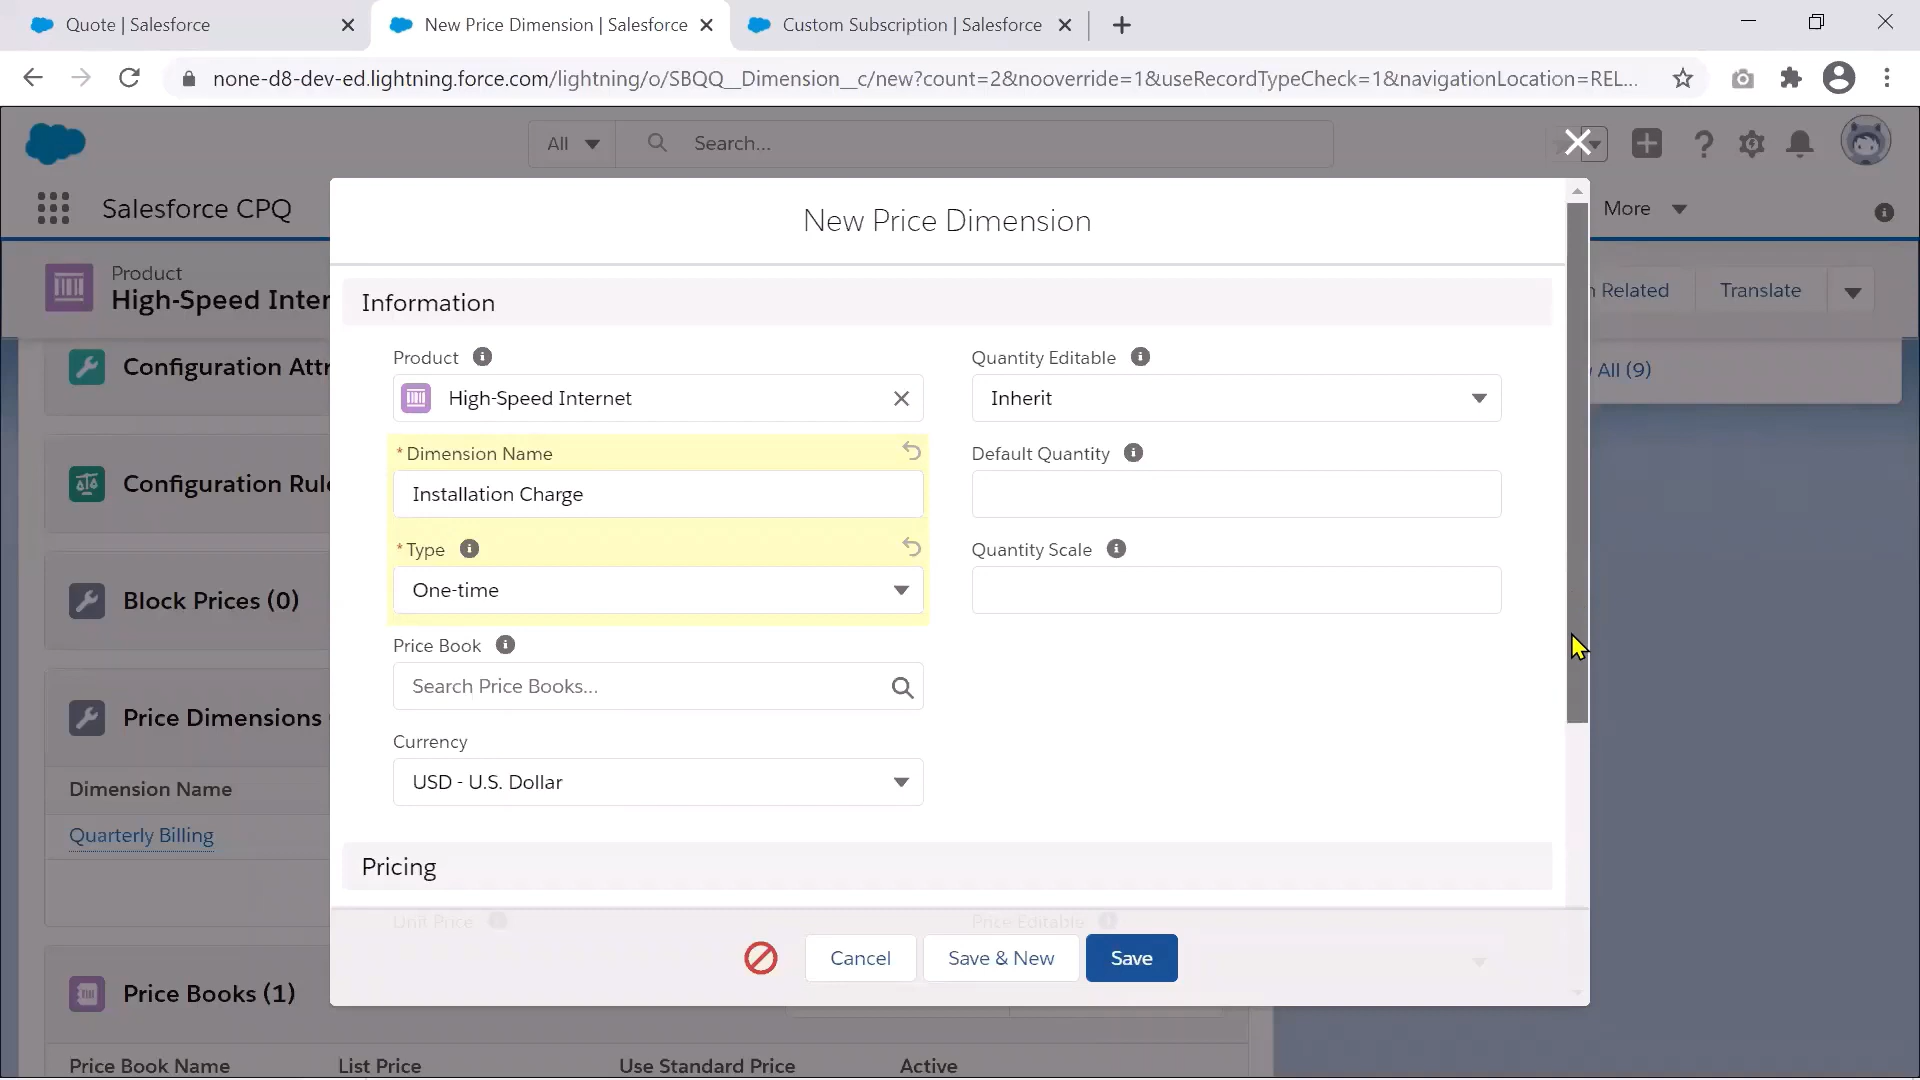 Quote | Salesforce
New Price Dimension | Salesforce
Custom Subscription | Salesforce
none-d8-dev-ed.lightning.force.com/lightning/o/SBQQ__Dimension__c/new?count=2&nooverride=1&useRecordTypeCheck=1&navigationLocation=REL...
All
Search...
Salesforce CPQ
More
New Price Dimension
Product
High-Speed Inter
Related
Translate
Information
Configuration Attr
All (9)
Product
Quantity Editable
High-Speed Internet
Inherit
* Dimension Name
Default Quantity
Configuration Rule
Installation Charge
* Type
Quantity Scale
One-time
Block Prices (0)
Price Book
Search Price Books...
Price Dimensions
Currency
USD - U.S. Dollar
Dimension Name
Quarterly Billing
Pricing
Unit Price
Price Editable
Cancel
Save & New
Save
Price Books (1)
Price Book Name
List Price
Use Standard Price
Active